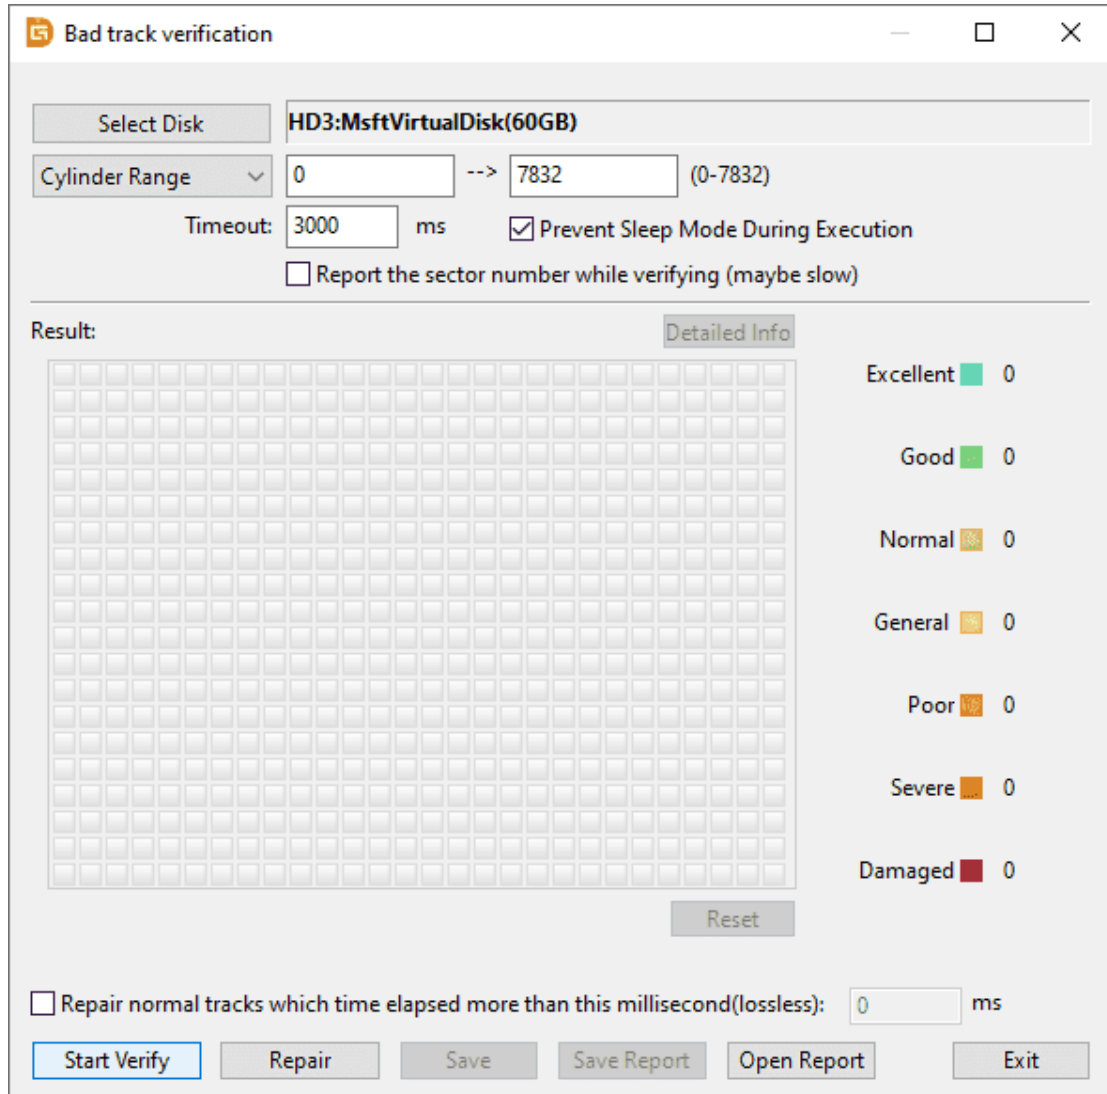 Bad track verification
Select Disk HD3:MsftVirtualDisk(60GB)
Cylinder Range 0 --> 7832 (0-7832)
Timeout: 3000 ms Prevent Sleep Mode During Execution
Report the sector number while verifying (maybe slow)
Result: Detailed Info
Excellent 0
Good 0
Normal 0
General 0
Poor 0
Severe 0
Damaged 0
Reset
Repair normal tracks which time elapsed more than this millisecond(lossless): 0 ms
Start Verify Repair Save Save Report Open Report Exit